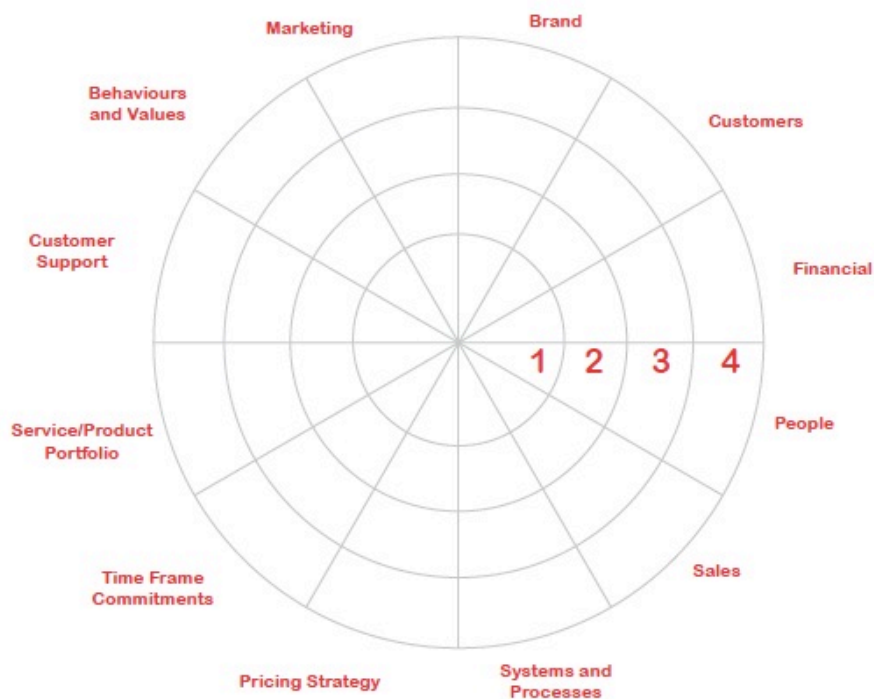 Marketing
Brand
Behaviours
and Values
Customers
Customer
Support
Financial
1 2 3 4
People
Service/Product
Portfolio
Sales
Time Frame
Commitments
Systems and
Processes
Pricing Strategy